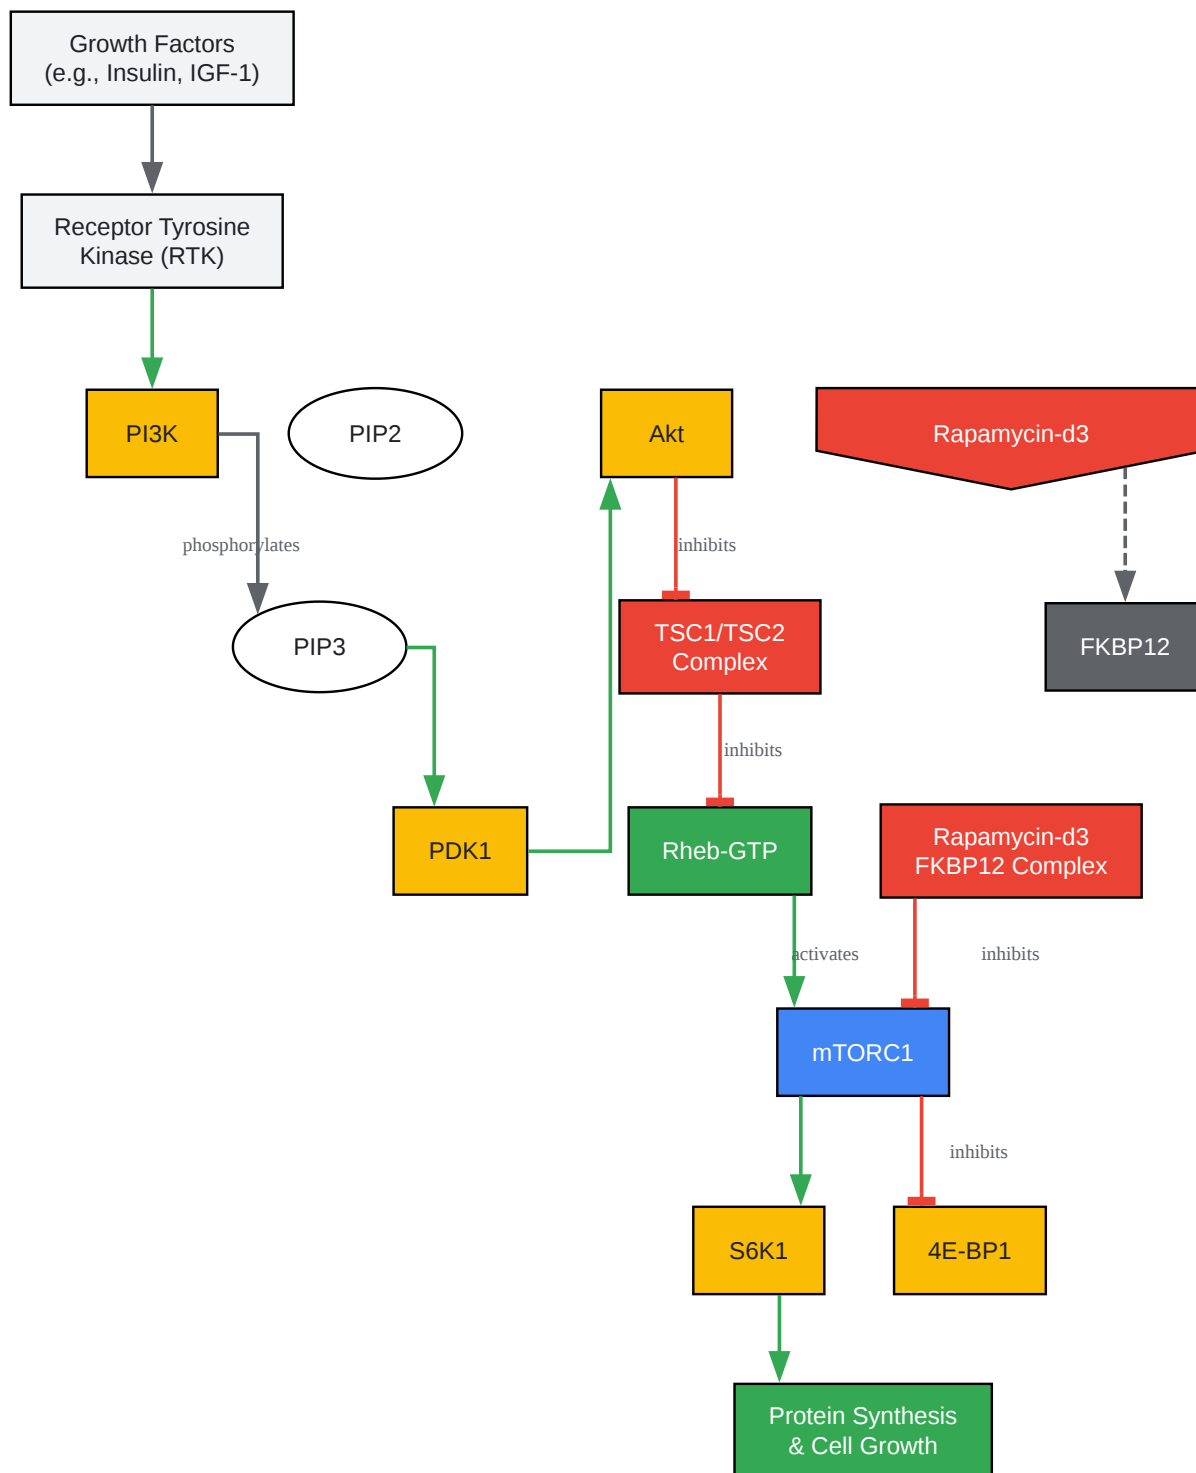 Growth Factors
(e.g., Insulin, IGF-1)
Receptor Tyrosine
Kinase (RTK)
PI3K
PIP2
Akt
Rapamycin-d3
phosphorylates
inhibits
PIP3
TSC1/TSC2
Complex
FKBP12
inhibits
PDK1
Rheb-GTP
Rapamycin-d3
FKBP12 Complex
activates
inhibits
mTORC1
inhibits
S6K1
4E-BP1
Protein Synthesis
& Cell Growth